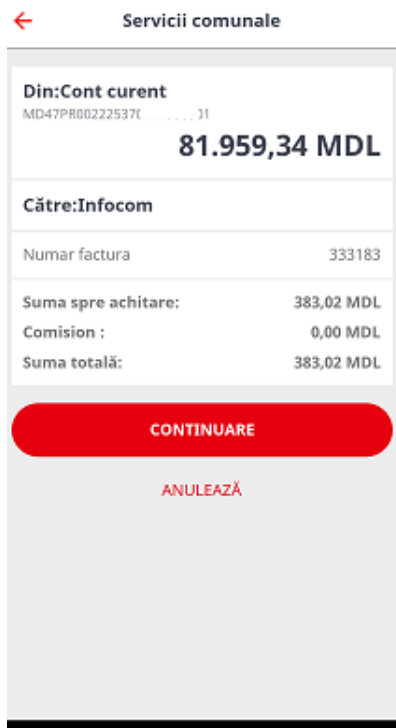 Servicii comunale
Din:Cont curent
MD47PR00222537
81.959,34 MDL
Către:Infocom
Numar factura 333183
Suma spre achitare: 383,02 MDL
Comision : 0,00 MDL
Suma totală: 383,02 MDL
CONTINUARE
ANULEAZĂ